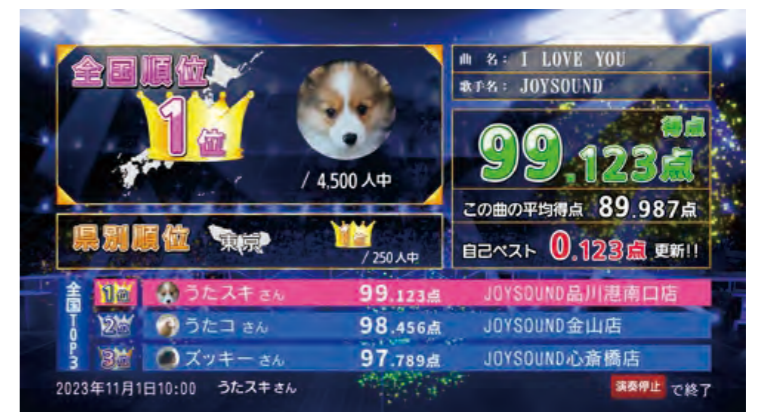 全国順位
1位
/ 4,500人中
曲 名： I LOVE YOU
歌手名： JOYSOUND
得点
99.123点
この曲の平均得点 89.987点
自己ベスト 0.123点 更新!!
県別順位 東京 1位
/ 250人中
全国TOP3
1位 うたスキさん 99.123点 JOYSOUND品川港南口店
2位 うたコさん 98.456点 JOYSOUND金山店
3位 ズッキーさん 97.789点 JOYSOUND心斎橋店
2023年11月1日10:00 うたスキさん
演奏停止 で終了